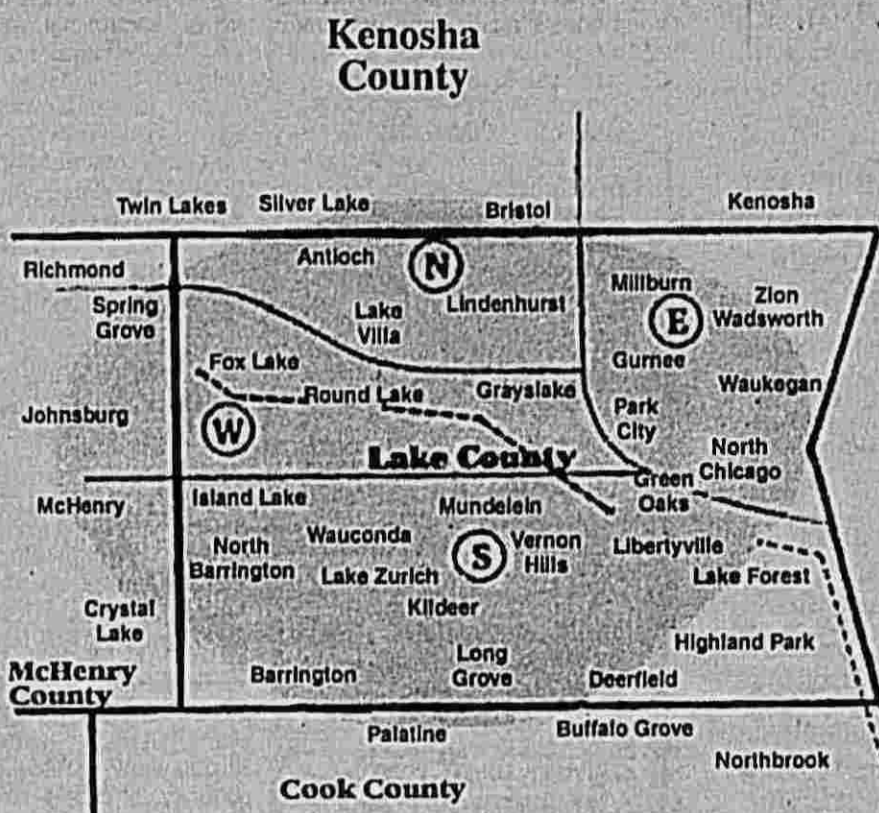 Kenosha
County
Twin Lakes
Silver Lake
Bristol
Kenosha
Richmond
Antioch
N
Millburn
Zion
Spring
Grove
Lake
Villa
Lindenhurst
E
Wadsworth
Fox Lake
Gurnee
Round Lake
Grayslake
Waukegan
Johnsburg
W
Park
City
Lake County
North
Chicago
McHenry
Island Lake
Mundelein
Green
Oaks
North
Barrington
Wauconda
Lake Zurich
S
Vernon
Hills
Libertyville
Lake Forest
Crystal
Lake
Kildeer
Highland Park
McHenry
County
Barrington
Long
Grove
Deerfield
Palatine
Buffalo Grove
Northbrook
Cook County